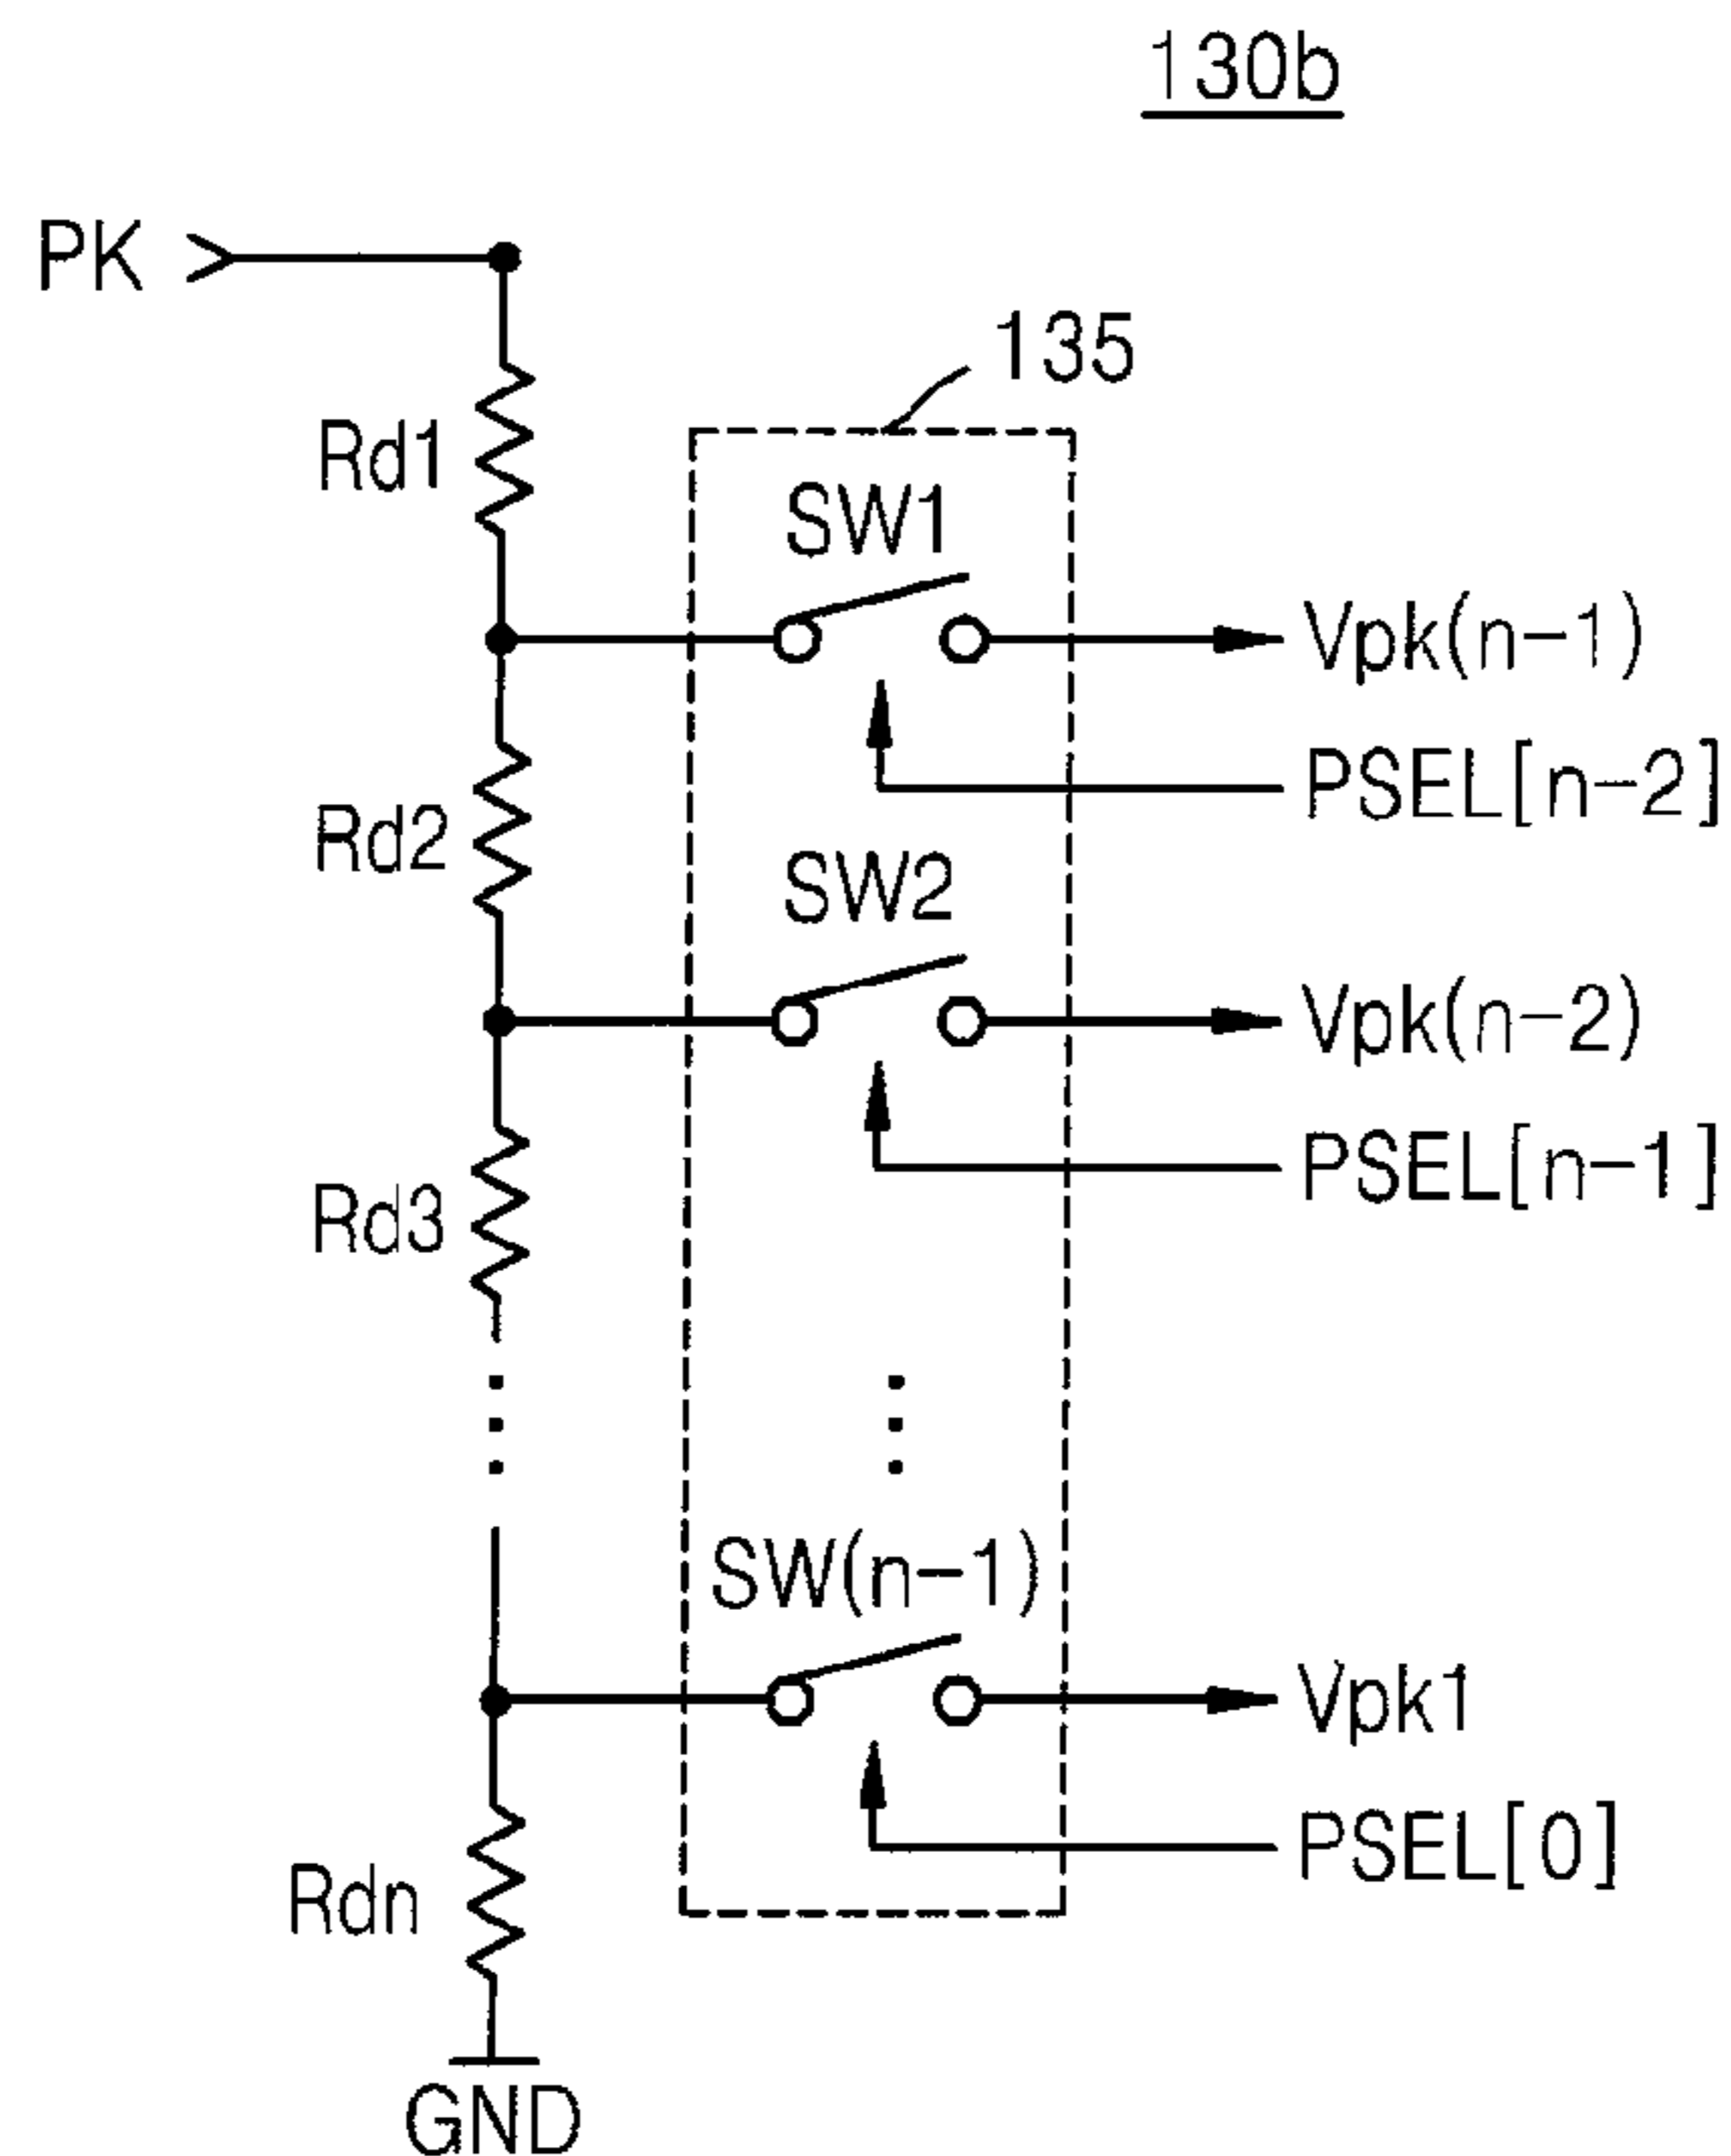 130b
PK
135
Rd1
SW1
Vpk(n-1)
PSEL[n-2]
Rd2
SW2
Vpk(n-2)
PSEL[n-1]
Rd3
SW(n-1)
Vpk1
PSEL[0]
Rdn
GND